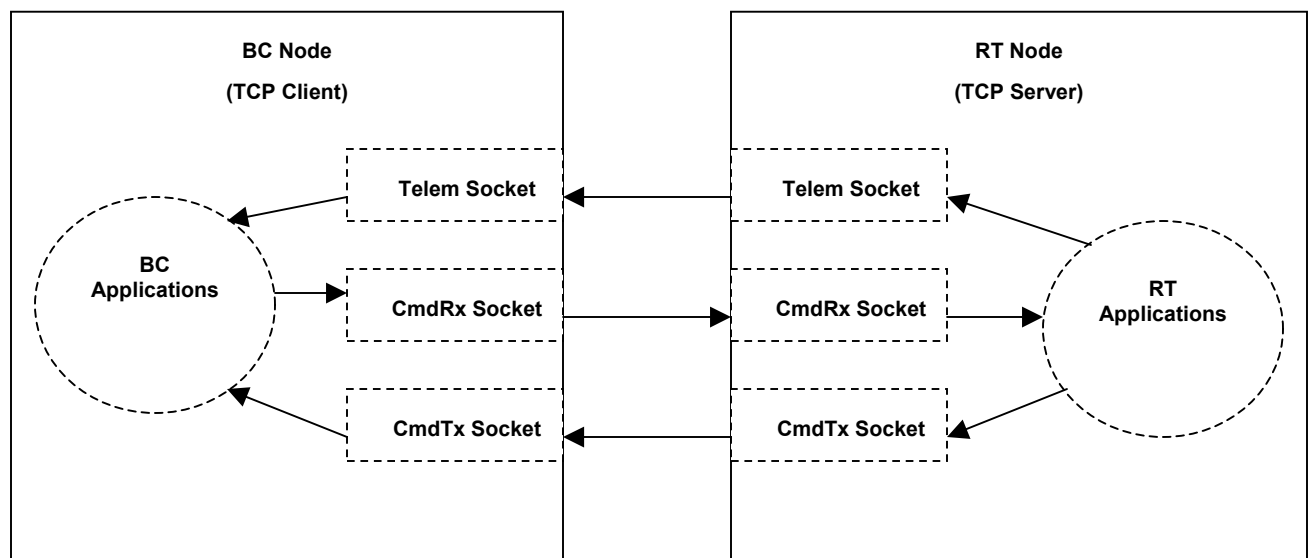 BC Node
(TCP Client)
Telem Socket
BC
Applications
CmdRx Socket
CmdTx Socket
RT Node
(TCP Server)
Telem Socket
CmdRx Socket
RT
Applications
CmdTx Socket